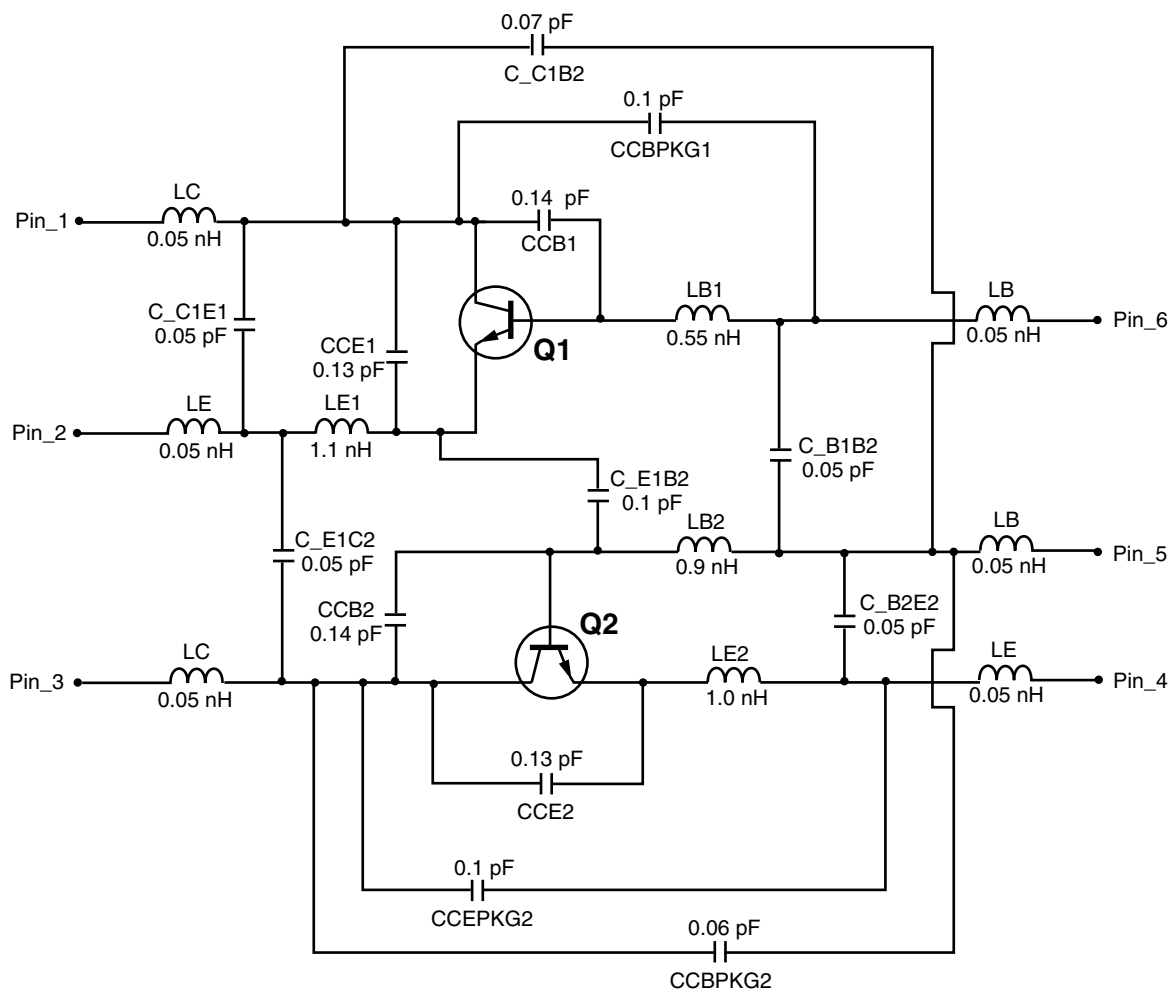 0.07 pF
C_C1B2
0.1 pF
CCBPKG1
LC
0.14 pF
Pin_1
0.05 nH
CCB1
LB1
LB
C_C1E1
0.05 pF
Pin_6
0.55 nH
0.05 nH
CCE1
0.13 pF
Q1
LE
LE1
Pin_2
0.05 nH
1.1 nH
C_B1B2
0.05 pF
C_E1B2
0.1 pF
LB2
LB
C_E1C2
0.05 pF
Pin_5
0.9 nH
0.05 nH
CCB2
0.14 pF
C_B2E2
0.05 pF
Q2
LC
LE2
LE
Pin_3
Pin_4
0.05 nH
1.0 nH
0.05 nH
0.13 pF
CCE2
0.1 pF
CCEPKG2
0.06 pF
CCBPKG2